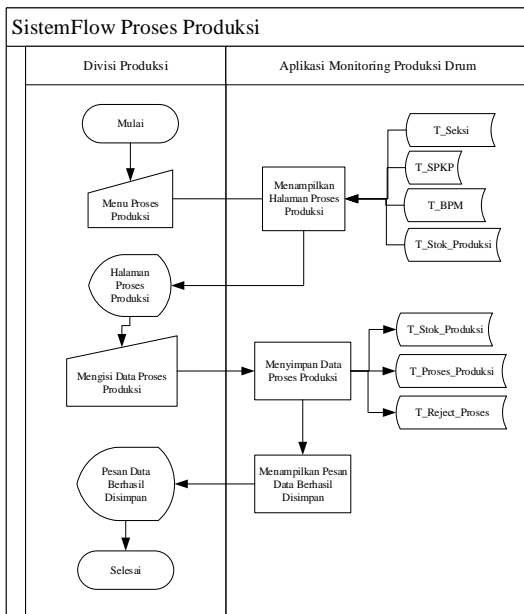 SistemFlow Proses Produksi
Divisi Produksi
Aplikasi Monitoring Produksi Drum
Mulai
Menu Proses
Produksi
Menampilkan
Halaman Proses
Produksi
T_Seksi
T_SPKP
T_BPM
T_Stok_Produksi
Halaman
Proses
Produksi
Mengisi Data Proses
Produksi
Menyimpan Data
Proses Produksi
T_Stok_Produksi
T_Proses_Produksi
T_Reject_Proses
Menampilkan Pesan
Data Berhasil
Disimpan
Pesan Data
Berhasil
Disimpan
Selesai